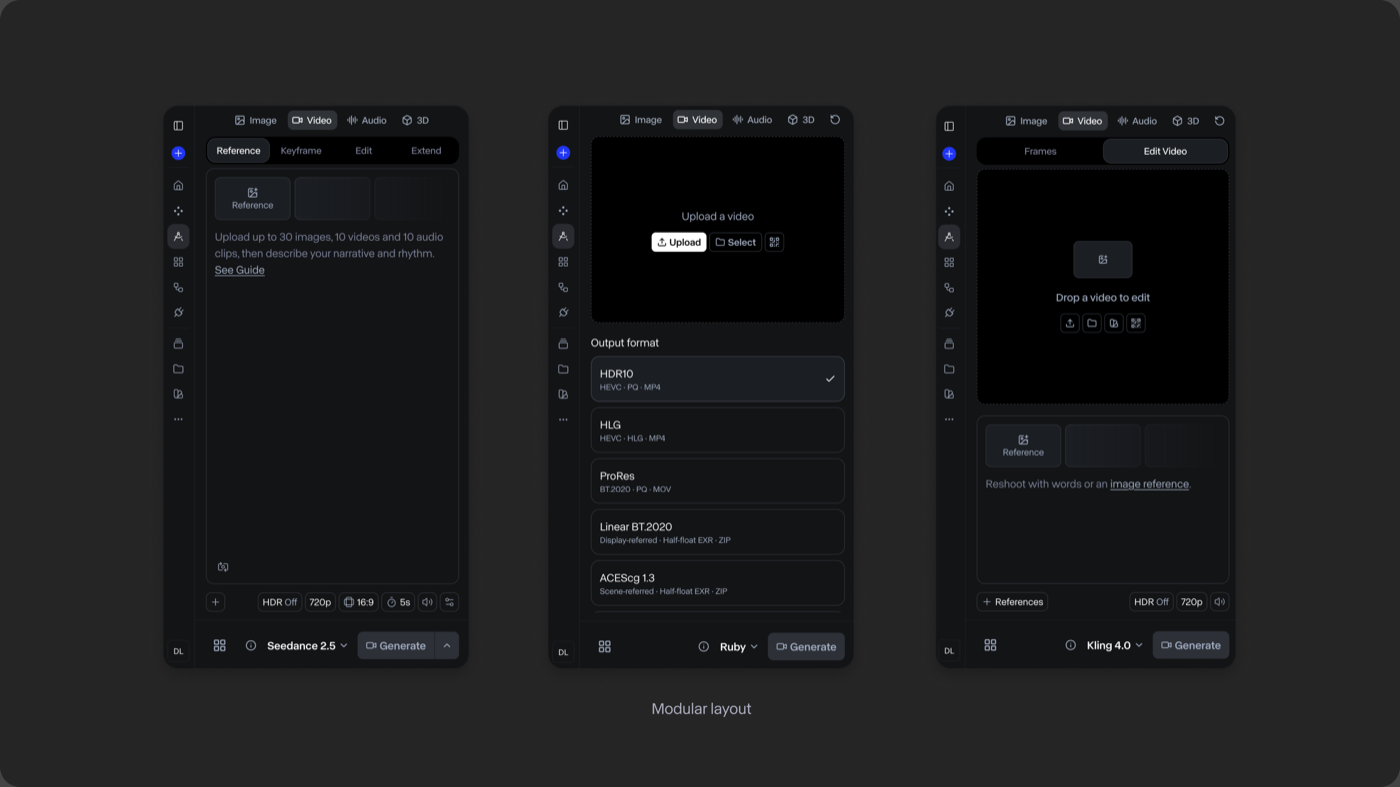 Image Video Audio 3D
Reference Keyframe Edit Extend
Reference
Upload up to 30 images, 10 videos and 10 audio
clips, then describe your narrative and rhythm.
See Guide
HDR Off 720p 16:9 5s
DL
Seedance 2.5 Generate
Image Video Audio 3D
Upload a video
Upload Select
Output format
HDR10
HEVC · PQ · MP4
HLG
HEVC · HLG · MP4
ProRes
BT.2020 · PQ · MOV
Linear BT.2020
Display-referred · Half-float EXR · ZIP
ACEScg 1.3
Scene-referred · Half-float EXR · ZIP
DL
Ruby Generate
Image Video Audio 3D
Frames Edit Video
Drop a video to edit
Reference
Reshoot with words or an image reference.
+ References HDR Off 720p
DL
Kling 4.0 Generate
Modular layout